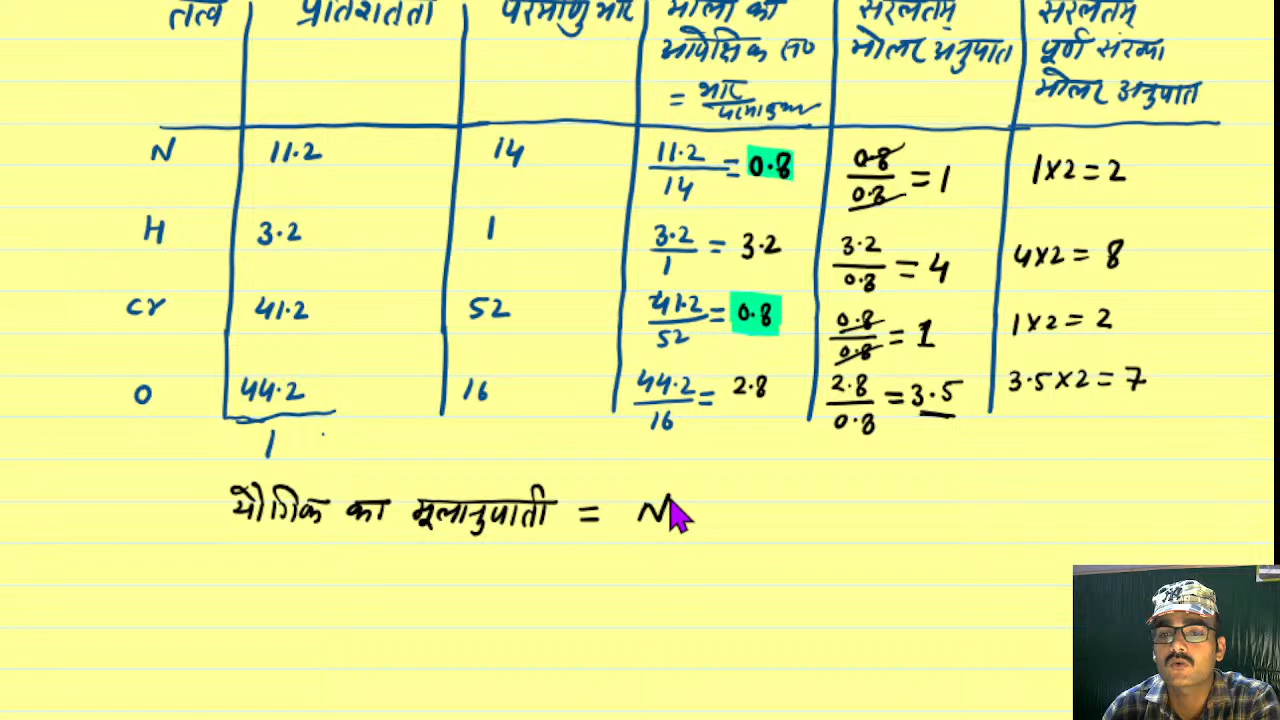 तत्व प्रतिशतता परमाणु भार मोलों की सरलतम् सरलतम्
आपेक्षिक सं० मोलर अनुपात पूर्ण संख्या
= भार मोलर अनुपात
N 11.2 14 11.2/14 = 0.8 0.8/0.8 = 1 1×2 = 2
H 3.2 1 3.2/1 = 3.2 3.2/0.8 = 4 4×2 = 8
Cr 41.2 52 41.2/52 = 0.8 0.8/0.8 = 1 1×2 = 2
O 44.2 16 44.2/16 = 2.8 2.8/0.8 = 3.5 3.5×2 = 7
1
यौगिक का मूलानुपाती = N